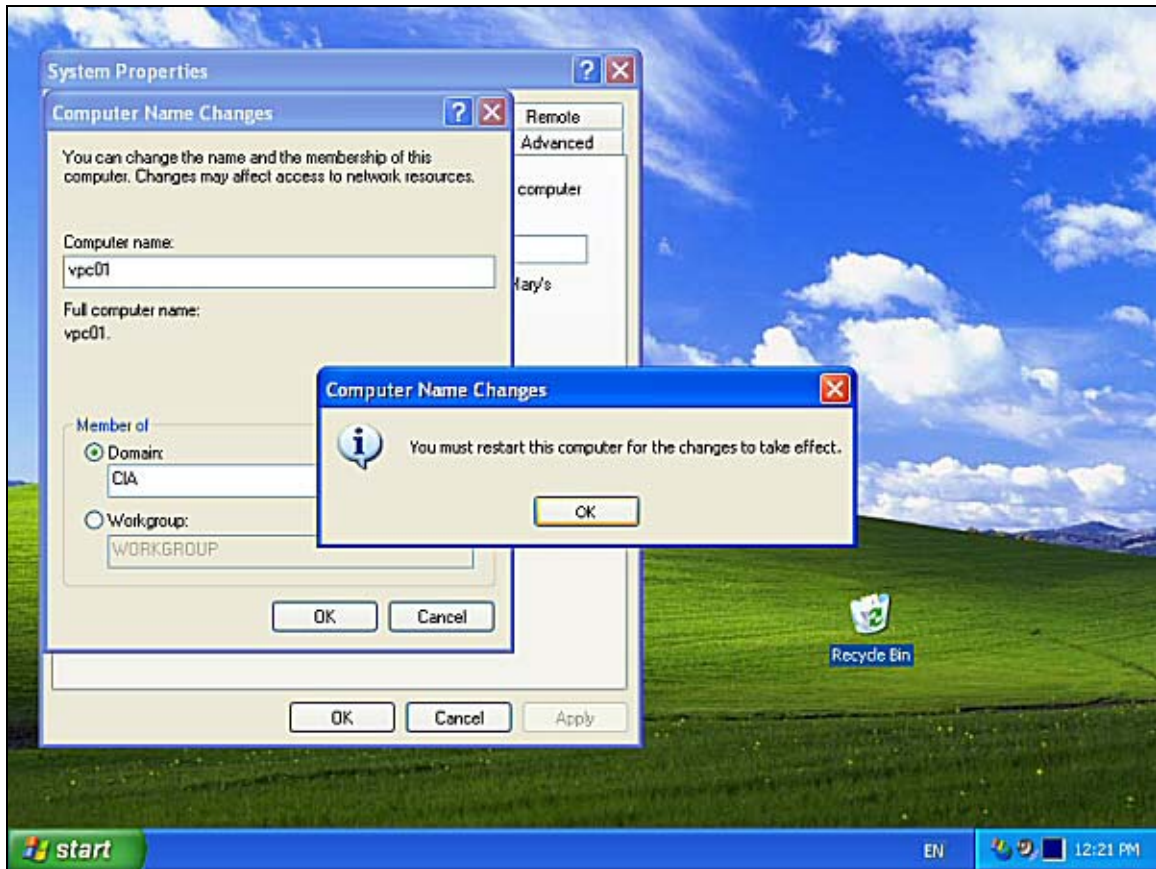 System Properties
Computer Name Changes
Remote
Advanced
You can change the name and the membership of this
computer. Changes may affect access to network resources.
computer
Computer name:
vpc01
Full computer name:
vpc01.
Computer Name Changes
You must restart this computer for the changes to take effect.
OK
Member of
Domain:
CIA
Workgroup:
WORKGROUP
OK Cancel
OK Cancel Apply
Recycle Bin
start
EN
12:21 PM